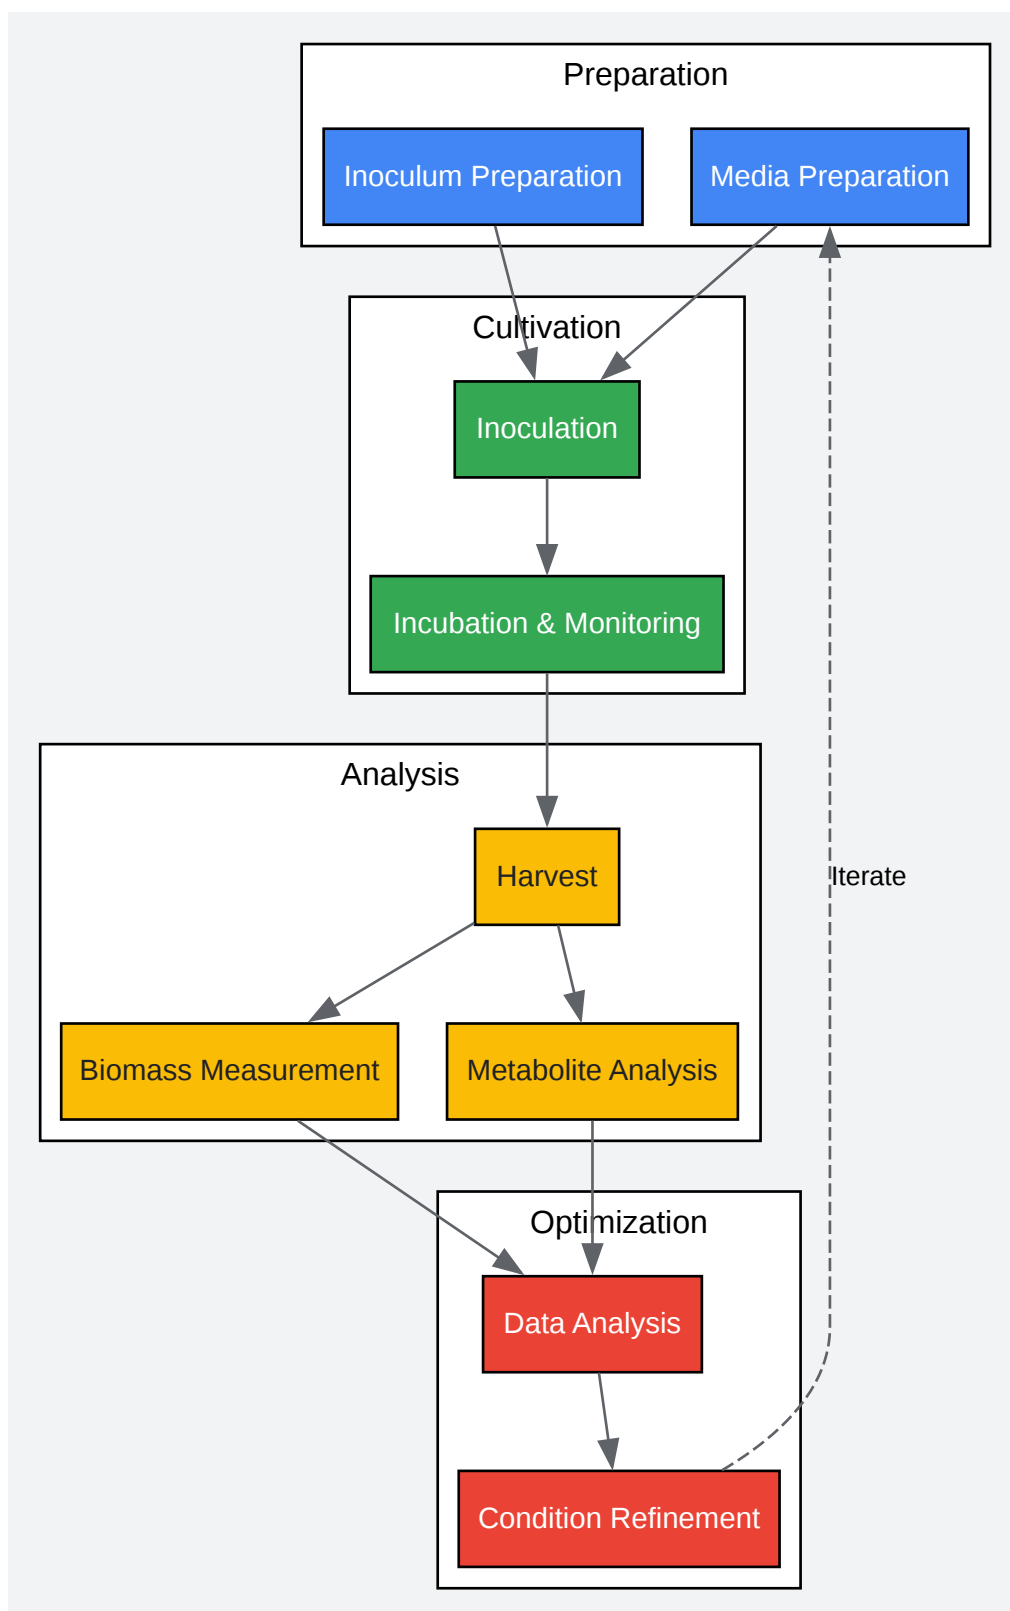 Preparation
Inoculum Preparation
Media Preparation
Cultivation
Inoculation
Incubation & Monitoring
Analysis
Harvest
Iterate
Biomass Measurement
Metabolite Analysis
Optimization
Data Analysis
Condition Refinement